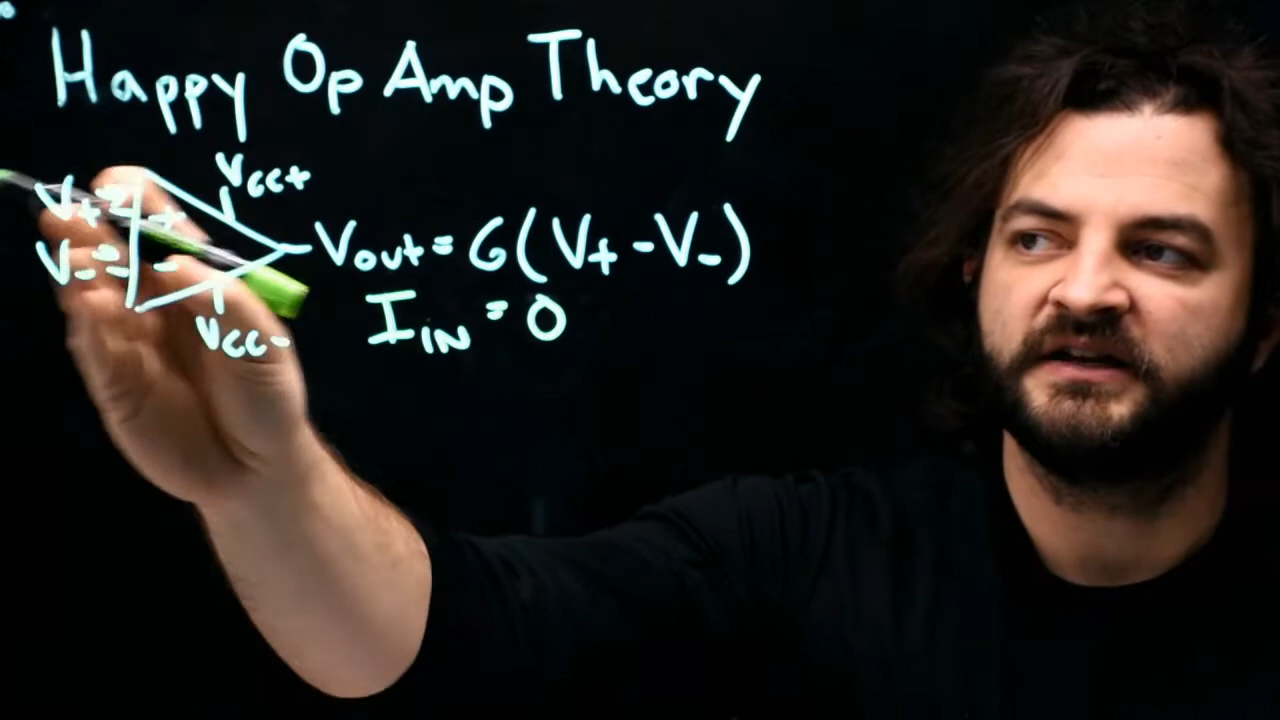 Happy Op Amp Theory
VCC+
V+
+
Vout = G(V+ - V-)
V-
-
IIN = 0
VCC-